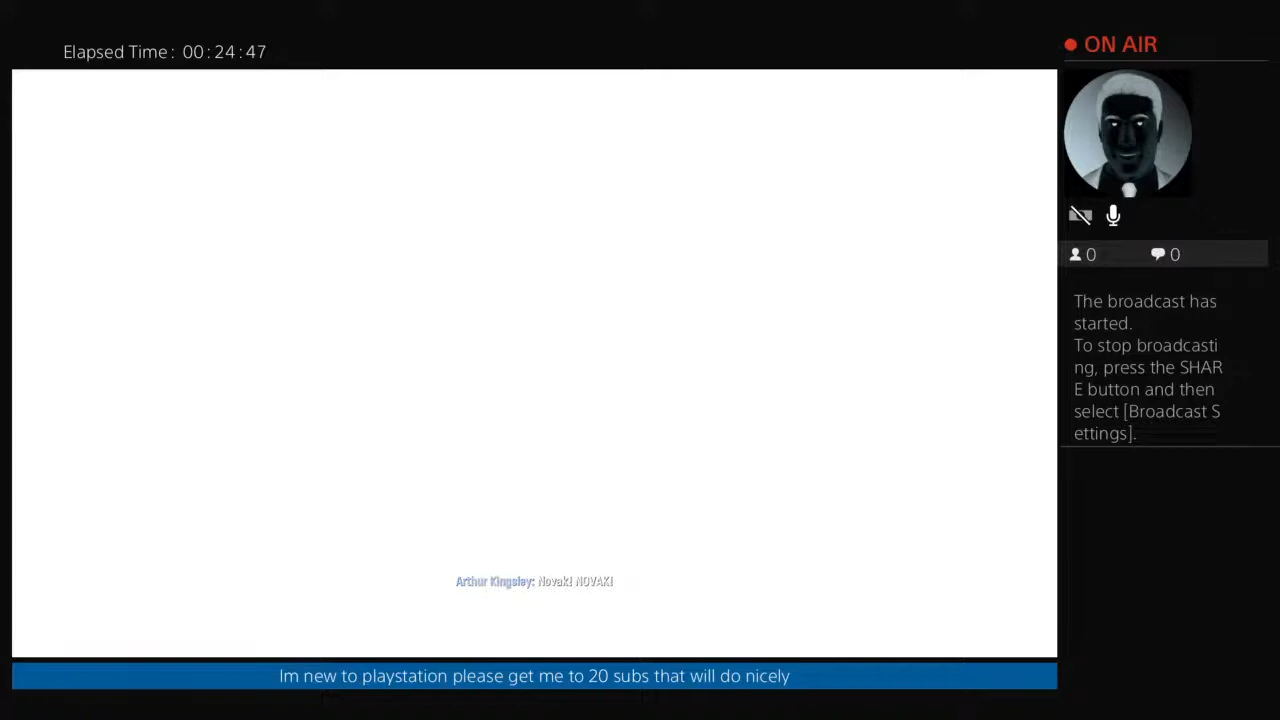 Elapsed Time: 00:24:47
ON AIR
0
0
The broadcast has
started.
To stop broadcasti
ng, press the SHAR
E button and then
select [Broadcast S
ettings].
Arthur Kingsley: Novak! NOVAK!
Im new to playstation please get me to 20 subs that will do nicely